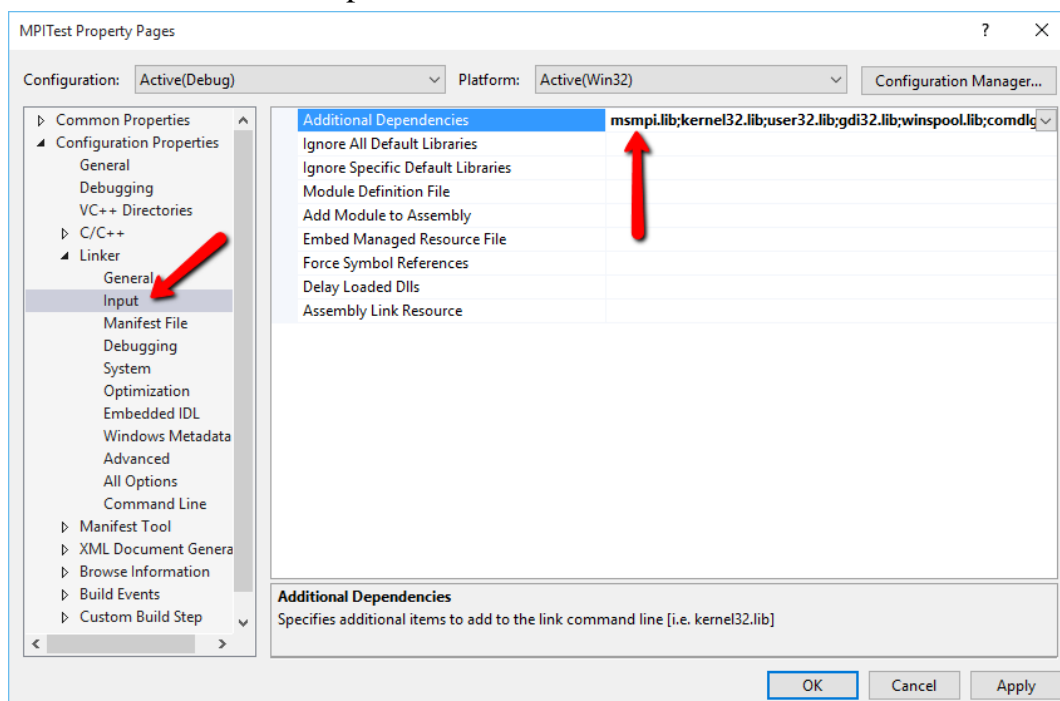 MPITest Property Pages ? X
Configuration: Active(Debug) Platform: Active(Win32) Configuration Manager...
Common Properties
Configuration Properties
General
Debugging
VC++ Directories
C/C++
Linker
General
Input
Manifest File
Debugging
System
Optimization
Embedded IDL
Windows Metadata
Advanced
All Options
Command Line
Manifest Tool
XML Document Genera
Browse Information
Build Events
Custom Build Step
Additional Dependencies msmpi.lib;kernel32.lib;user32.lib;gdi32.lib;winspool.lib;comdlg
Ignore All Default Libraries
Ignore Specific Default Libraries
Module Definition File
Add Module to Assembly
Embed Managed Resource File
Force Symbol References
Delay Loaded Dlls
Assembly Link Resource
Additional Dependencies
Specifies additional items to add to the link command line [i.e. kernel32.lib]
OK Cancel Apply